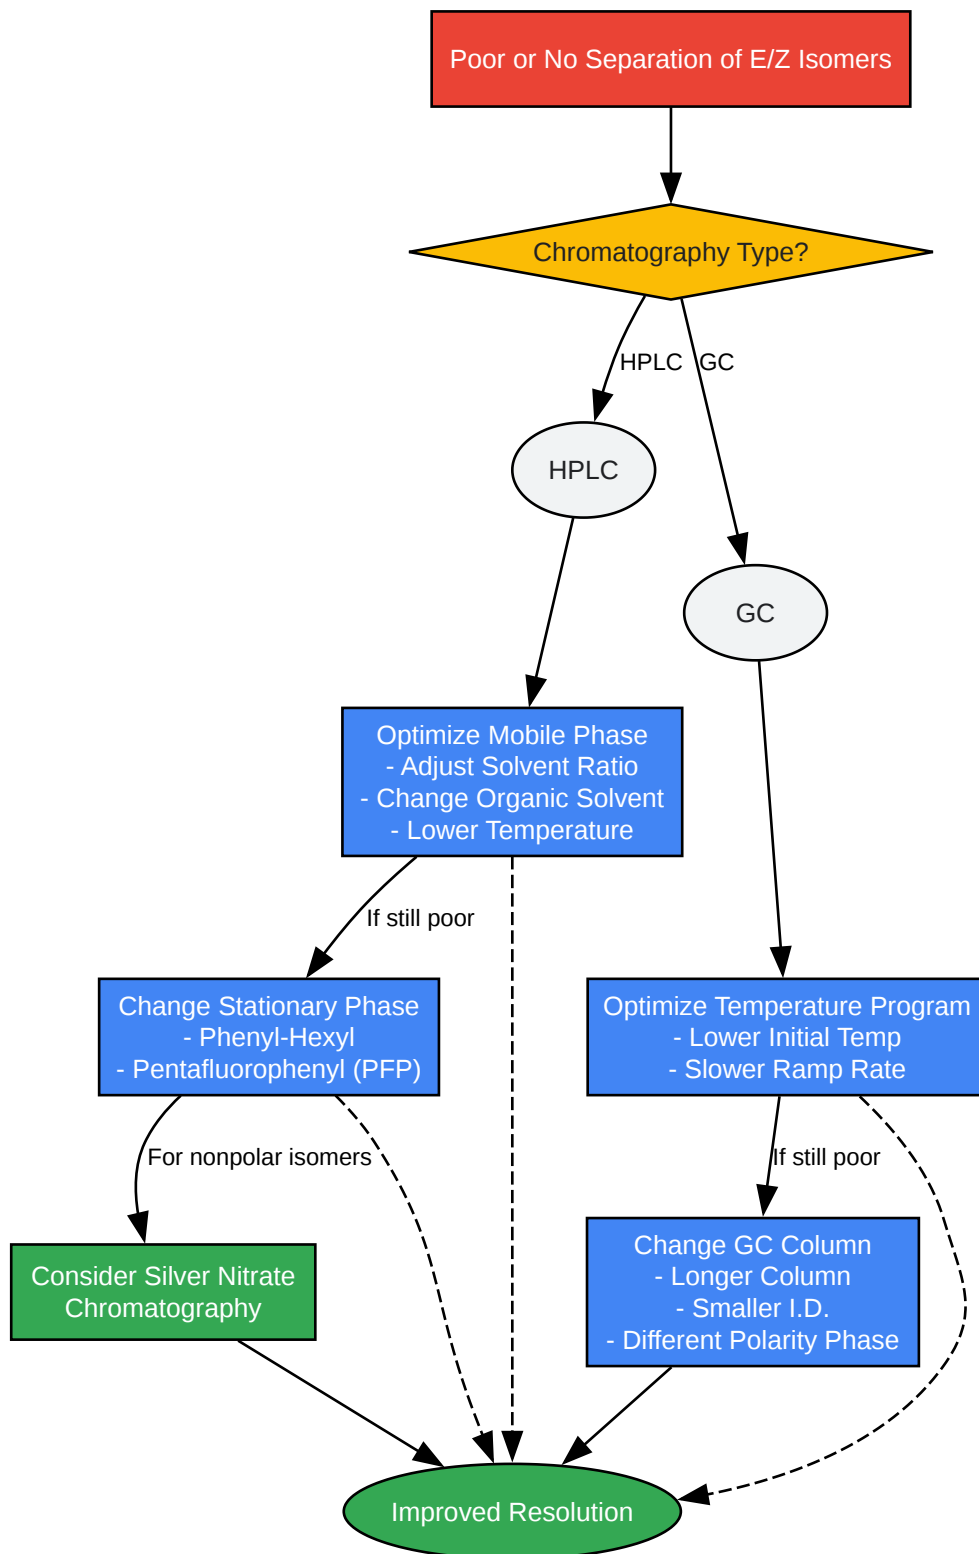 Poor or No Separation of E/Z Isomers
Chromatography Type?
HPLC
GC
HPLC
GC
Optimize Mobile Phase
- Adjust Solvent Ratio
- Change Organic Solvent
- Lower Temperature
If still poor
Change Stationary Phase
- Phenyl-Hexyl
- Pentafluorophenyl (PFP)
Optimize Temperature Program
- Lower Initial Temp
- Slower Ramp Rate
For nonpolar isomers
If still poor
Consider Silver Nitrate
Chromatography
Change GC Column
- Longer Column
- Smaller I.D.
- Different Polarity Phase
Improved Resolution